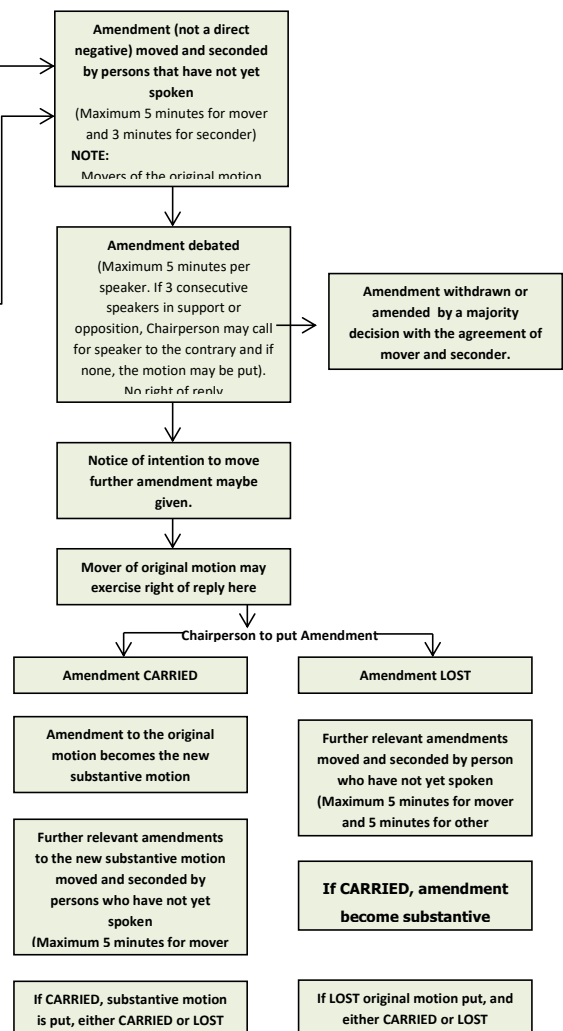 Amendment (not a direct
negative) moved and seconded
by persons that have not yet
spoken
(Maximum 5 minutes for mover
and 3 minutes for seconder)
NOTE:
Movers of the original motion
Amendment debated
(Maximum 5 minutes per
speaker. If 3 consecutive
speakers in support or
opposition, Chairperson may call
for speaker to the contrary and if
none, the motion may be put).
No right of reply
Amendment withdrawn or
amended by a majority
decision with the agreement of
mover and seconder.
Notice of intention to move
further amendment maybe
given.
Mover of original motion may
exercise right of reply here
Chairperson to put Amendment
Amendment CARRIED
Amendment to the original
motion becomes the new
substantive motion
Further relevant amendments
to the new substantive motion
moved and seconded by
persons who have not yet
spoken
(Maximum 5 minutes for mover
If CARRIED, substantive motion
is put, either CARRIED or LOST
Amendment LOST
Further relevant amendments
moved and seconded by person
who have not yet spoken
(Maximum 5 minutes for mover
and 5 minutes for other
If CARRIED, amendment
become substantive
If LOST original motion put, and
either CARRIED or LOST